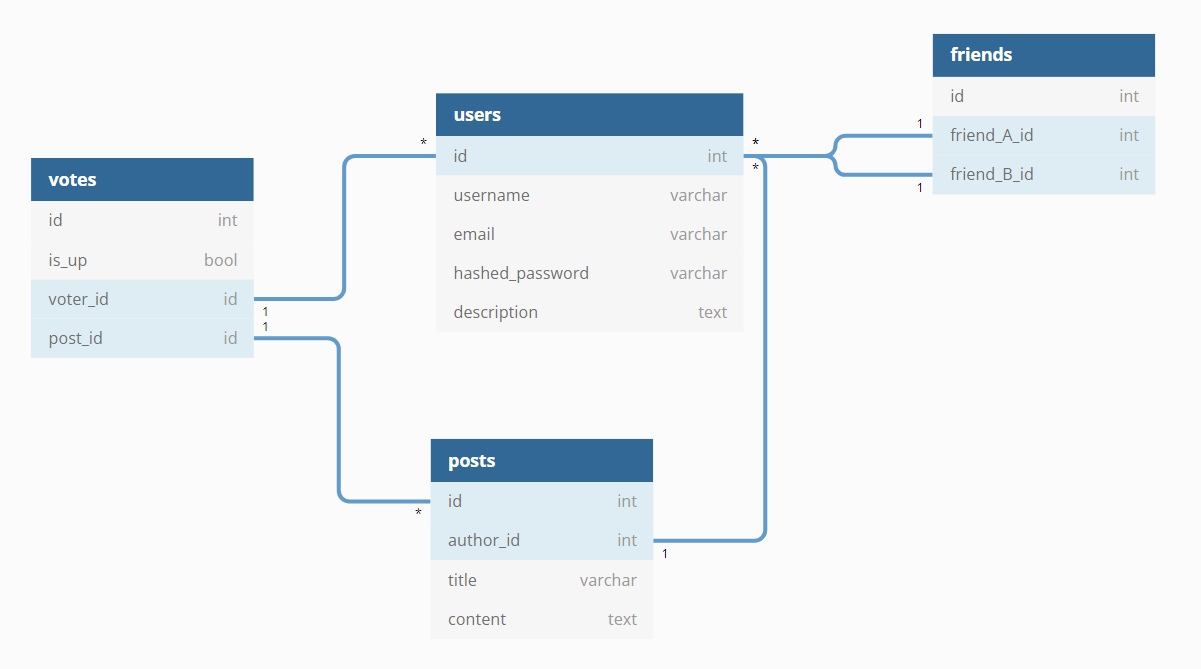 votes
id int
is_up bool
voter_id id
post_id id
1
1
*
users
id int
username varchar
email varchar
hashed_password varchar
description text
*
*
friends
id int
friend_A_id int
friend_B_id int
1
1
posts
id int
author_id int
title varchar
content text
*
1